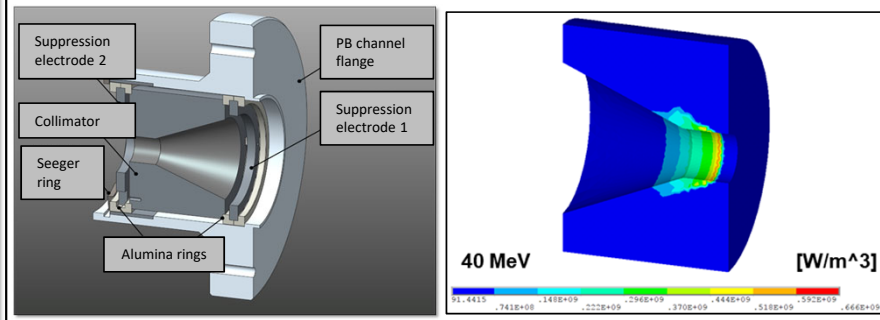 Suppression
electrode 2
PB channel
flange
Collimator
Suppression
electrode 1
Seeger
ring
Alumina rings
40 MeV
[W/m^3]
91.4415 .148E+09 .296E+09 .444E+09 .592E+09
.741E+08 .222E+09 .370E+09 .518E+09 .666E+09